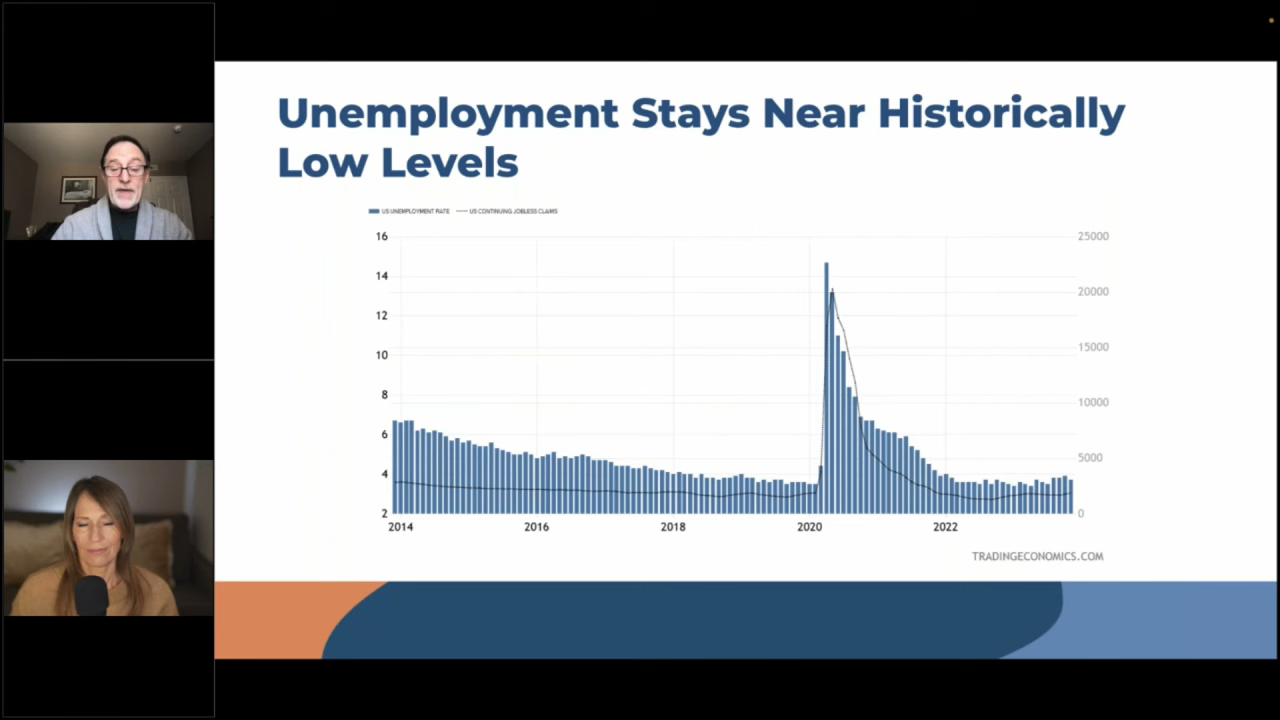 Unemployment Stays Near Historically
Low Levels
US UNEMPLOYMENT RATE US CONTINUING JOBLESS CLAIMS
16 25000
14
20000
12
15000
10
8 10000
6
5000
4
2 0
2014 2016 2018 2020 2022
TRADINGECONOMICS.COM